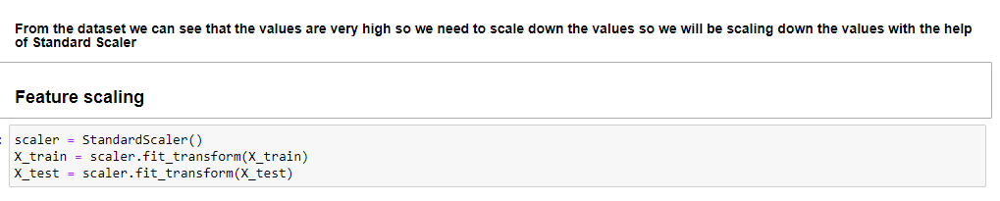 From the dataset we can see that the values are very high so we need to scale down the values so we will be scaling down the values with the help
of Standard Scaler
Feature scaling
scaler = StandardScaler()
X_train = scaler.fit_transform(X_train)
X_test = scaler.fit_transform(X_test)